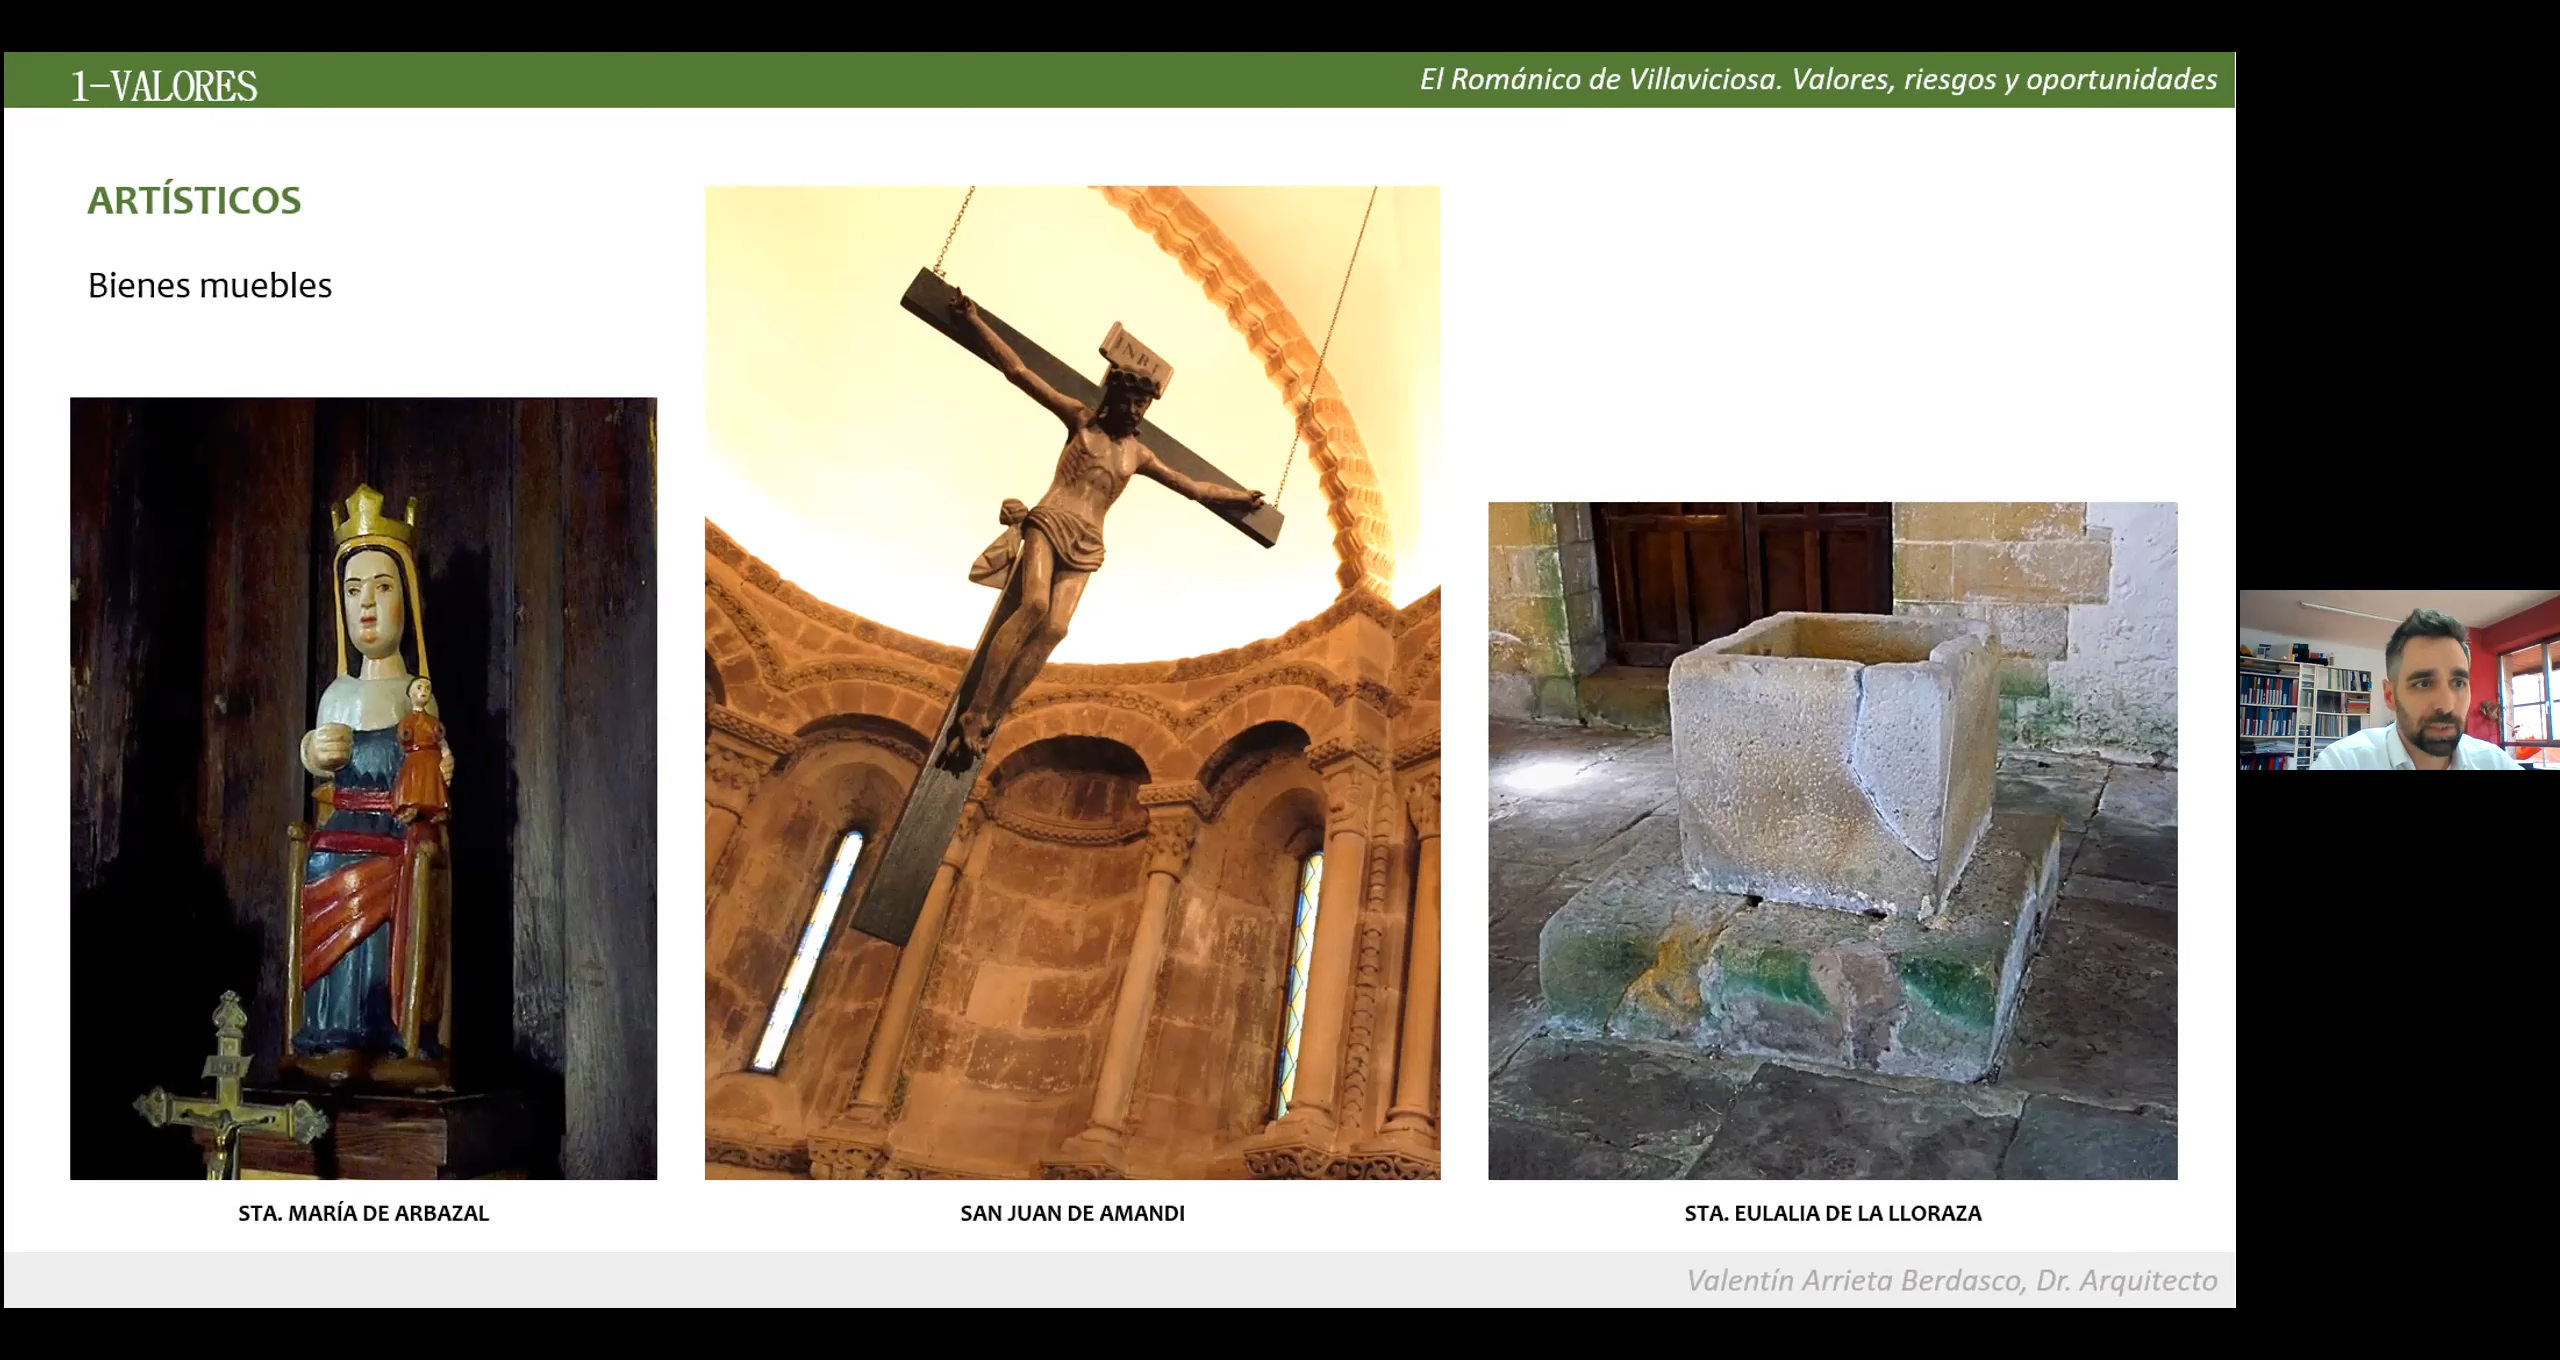 1-VALORES
El Románico de Villaviciosa. Valores, riesgos y oportunidades
ARTÍSTICOS
Bienes muebles
INRI
STA. MARÍA DE ARBAZAL
SAN JUAN DE AMANDI
STA. EULALIA DE LA LLORAZA
Valentín Arrieta Berdasco, Dr. Arquitecto